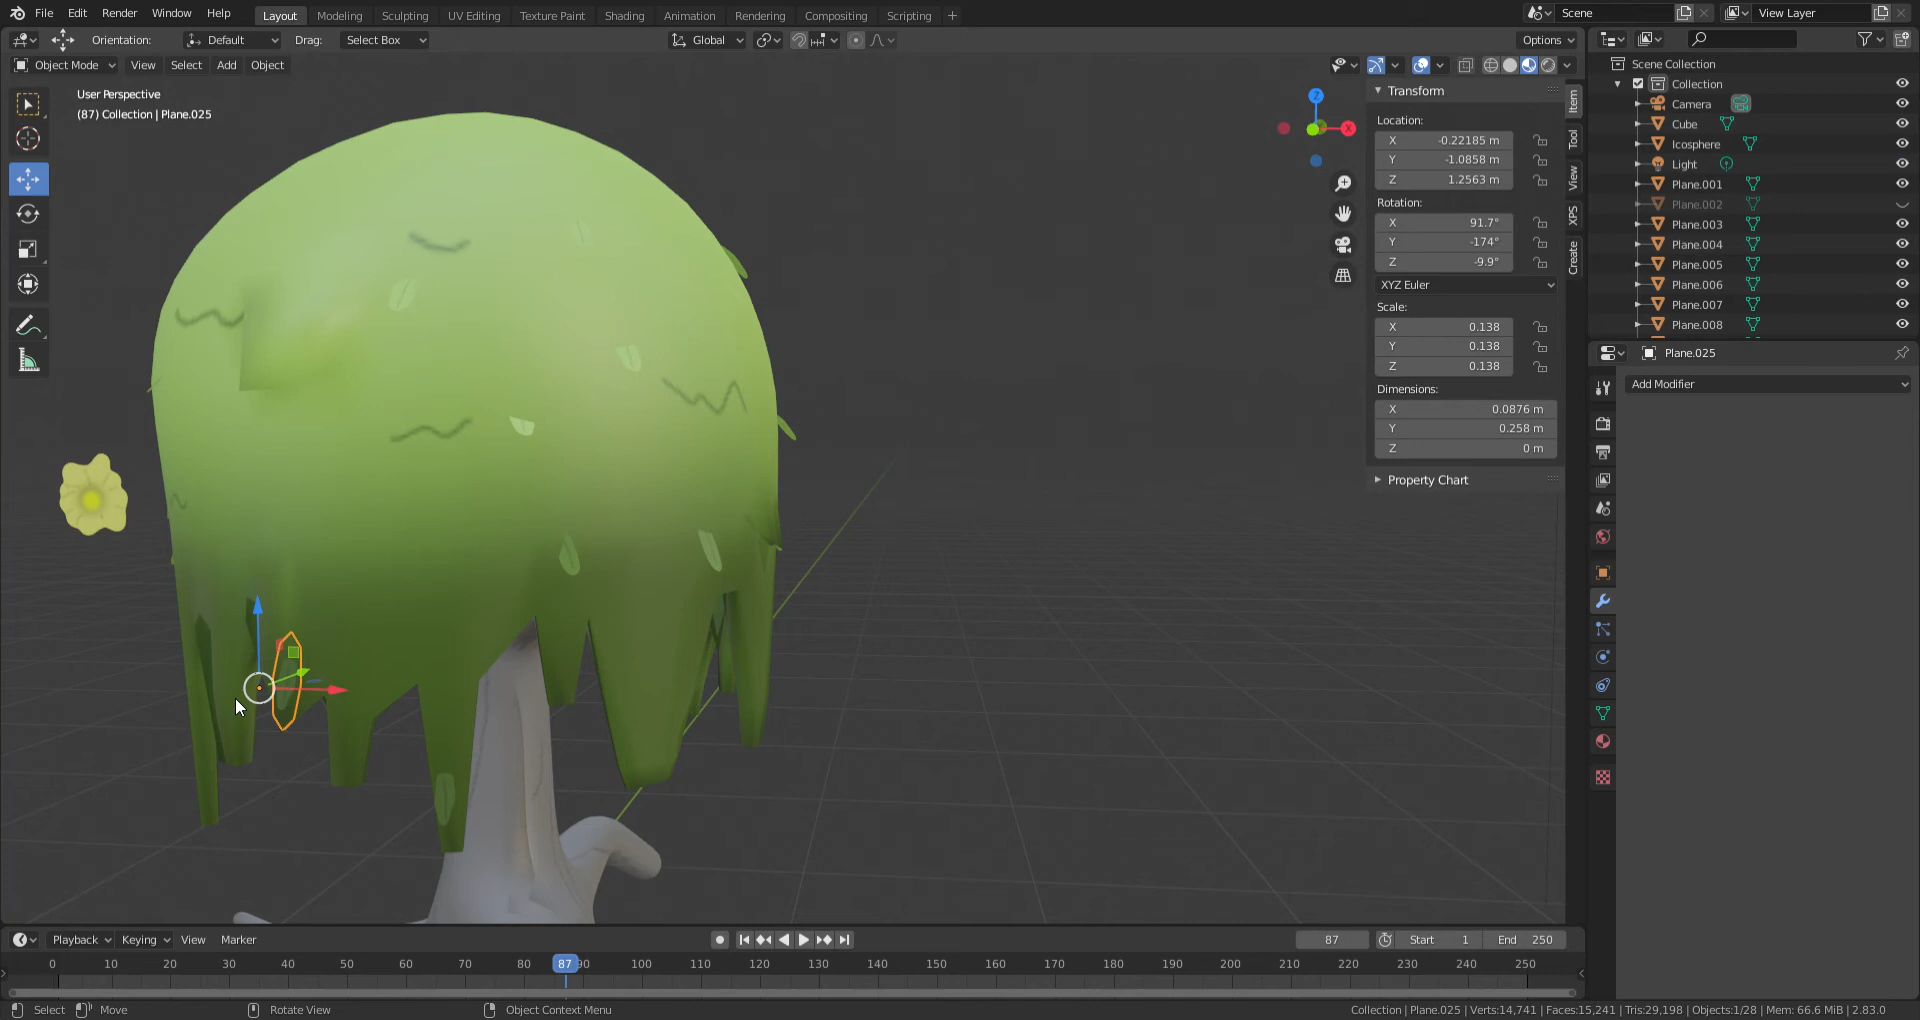 File Edit Render Window Help Layout Modeling Sculpting UV Editing Texture Paint Shading Animation Rendering Compositing Scripting + Scene View Layer
Orientation: Default Drag: Select Box Global Options
Object Mode View Select Add Object
User Perspective
(87) Collection | Plane.025
Transform
Location:
X -0.22185 m
Y -1.0858 m
Z 1.2563 m
Rotation:
X 91.7°
Y -174°
Z -9.9°
XYZ Euler
Scale:
X 0.138
Y 0.138
Z 0.138
Dimensions:
X 0.0876 m
Y 0.258 m
Z 0 m
Property Chart
Item
Tool
View
XPS
Create
Z
X
Scene Collection
Collection
Camera
Cube
Icosphere
Light
Plane.001
Plane.002
Plane.003
Plane.004
Plane.005
Plane.006
Plane.007
Plane.008
Plane.025
Add Modifier
Playback Keying View Marker 87 Start 1 End 250
0 10 20 30 40 50 60 70 80 87 90 100 110 120 130 140 150 160 170 180 190 200 210 220 230 240 250
Select Move Rotate View Object Context Menu Collection | Plane.025 | Verts:14,741 | Faces:15,241 | Tris:29,198 | Objects:1/28 | Mem: 66.6 MiB | 2.83.0